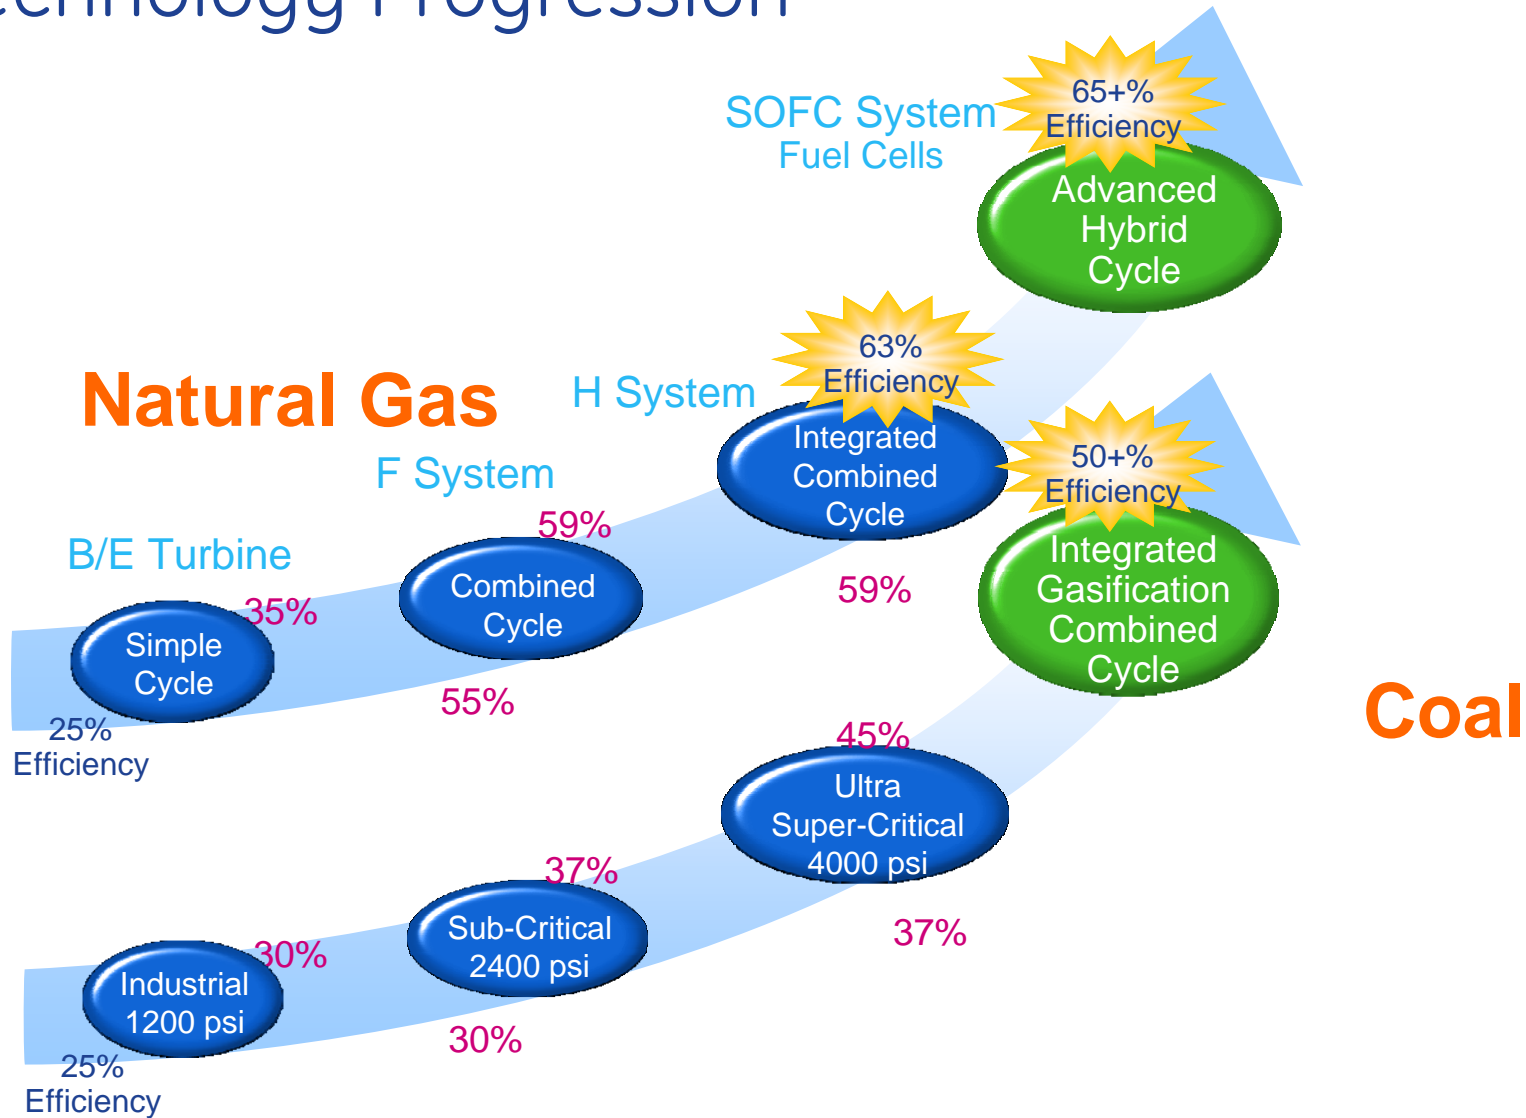 Technology Progression
65+%
Efficiency
SOFC System
Fuel Cells
Advanced
Hybrid
Cycle
63%
Efficiency
Natural Gas
H System
Integrated
Combined
Cycle
50+%
Efficiency
F System
59%
B/E Turbine
Combined
Cycle
59%
Integrated
Gasification
Combined
Cycle
35%
Simple
Cycle
55%
25%
Efficiency
Coal
45%
Ultra
Super-Critical
4000 psi
37%
37%
Sub-Critical
2400 psi
30%
Industrial
1200 psi
30%
25%
Efficiency